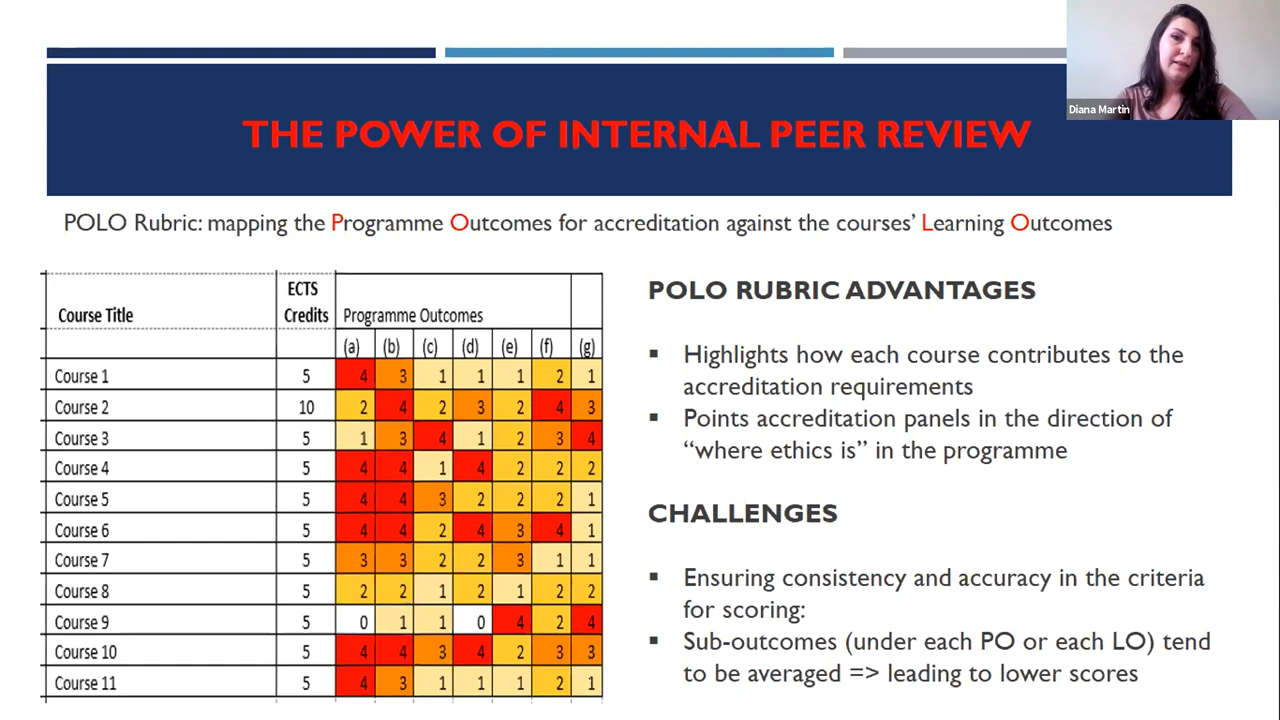 Diana Martin
THE POWER OF INTERNAL PEER REVIEW
POLO Rubric: mapping the Programme Outcomes for accreditation against the courses' Learning Outcomes
Course Title ECTS Credits Programme Outcomes
(a) (b) (c) (d) (e) (f) (g)
Course 1 5 4 3 1 1 1 2 1
Course 2 10 2 4 2 3 2 4 3
Course 3 5 1 3 4 1 2 3 4
Course 4 5 4 4 1 4 2 2 2
Course 5 5 4 4 3 2 2 2 1
Course 6 5 4 4 2 4 3 4 1
Course 7 5 3 3 2 2 3 1 1
Course 8 5 2 2 1 2 1 2 2
Course 9 5 0 1 1 0 4 2 4
Course 10 5 4 4 3 4 2 3 3
Course 11 5 4 3 1 1 1 2 1
POLO RUBRIC ADVANTAGES
▪ Highlights how each course contributes to the
accreditation requirements
▪ Points accreditation panels in the direction of
“where ethics is” in the programme
CHALLENGES
▪ Ensuring consistency and accuracy in the criteria
for scoring:
▪ Sub-outcomes (under each PO or each LO) tend
to be averaged => leading to lower scores